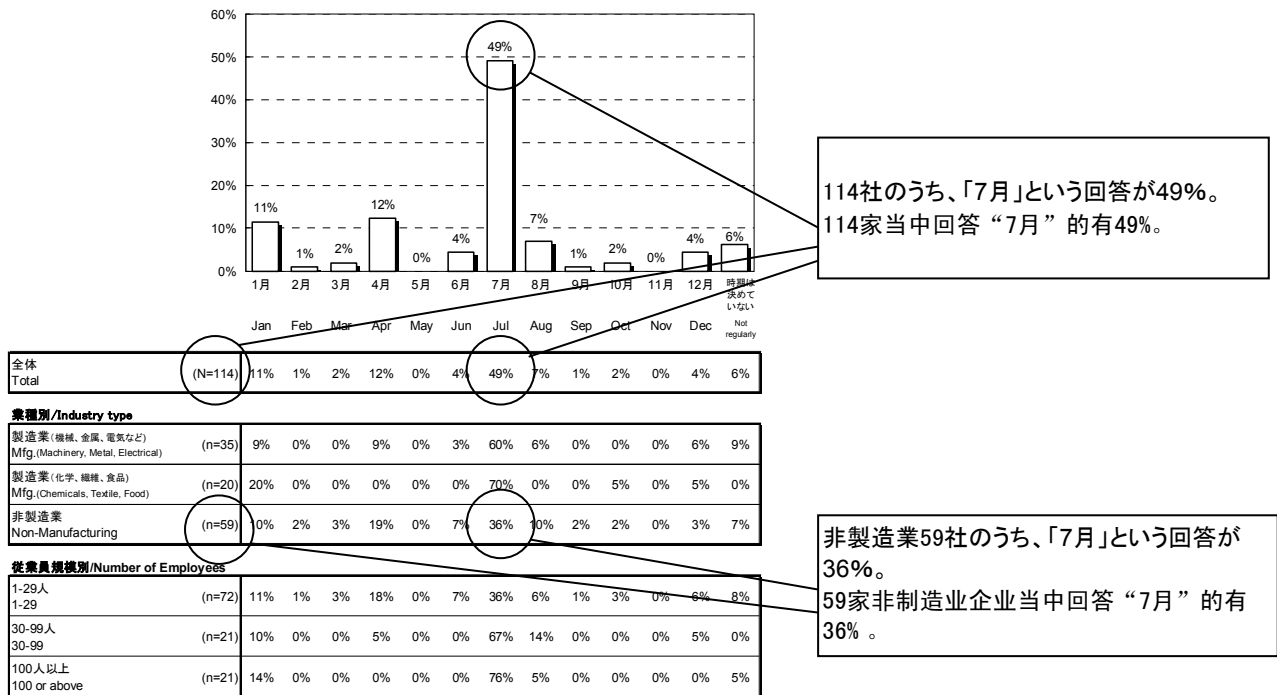 60%
50%
40%
30%
20%
10%
0%
11%
1%
2%
12%
0%
4%
49%
7%
1%
2%
0%
4%
6%
1月 2月 3月 4月 5月 6月 7月 8月 9月 10月 11月 12月 時期は
決めて
いない
Jan Feb Mar Apr May Jun Jul Aug Sep Oct Nov Dec Not
regularly
114社のうち、「7月」という回答が49%。
114家当中回答“7月”的有49%。
全体
Total (N=114) 11% 1% 2% 12% 0% 4% 49% 7% 1% 2% 0% 4% 6%
業種別/Industry type
製造業(機械、金属、電気など)
Mfg.(Machinery, Metal, Electrical) (n=35) 9% 0% 0% 9% 0% 3% 60% 6% 0% 0% 0% 6% 9%
製造業(化学、繊維、食品)
Mfg.(Chemicals, Textile, Food) (n=20) 20% 0% 0% 0% 0% 0% 70% 0% 0% 5% 0% 5% 0%
非製造業
Non-Manufacturing (n=59) 10% 2% 3% 19% 0% 7% 36% 10% 2% 2% 0% 3% 7%
非製造業59社のうち、「7月」という回答が
36%。
59家非制造业企业当中回答“7月”的有
36% 。
従業員規模別/Number of Employees
1-29人
1-29 (n=72) 11% 1% 3% 18% 0% 7% 36% 6% 1% 3% 0% 6% 8%
30-99人
30-99 (n=21) 10% 0% 0% 5% 0% 0% 67% 14% 0% 0% 0% 5% 0%
100人以上
100 or above (n=21) 14% 0% 0% 0% 0% 0% 76% 5% 0% 0% 0% 0% 5%